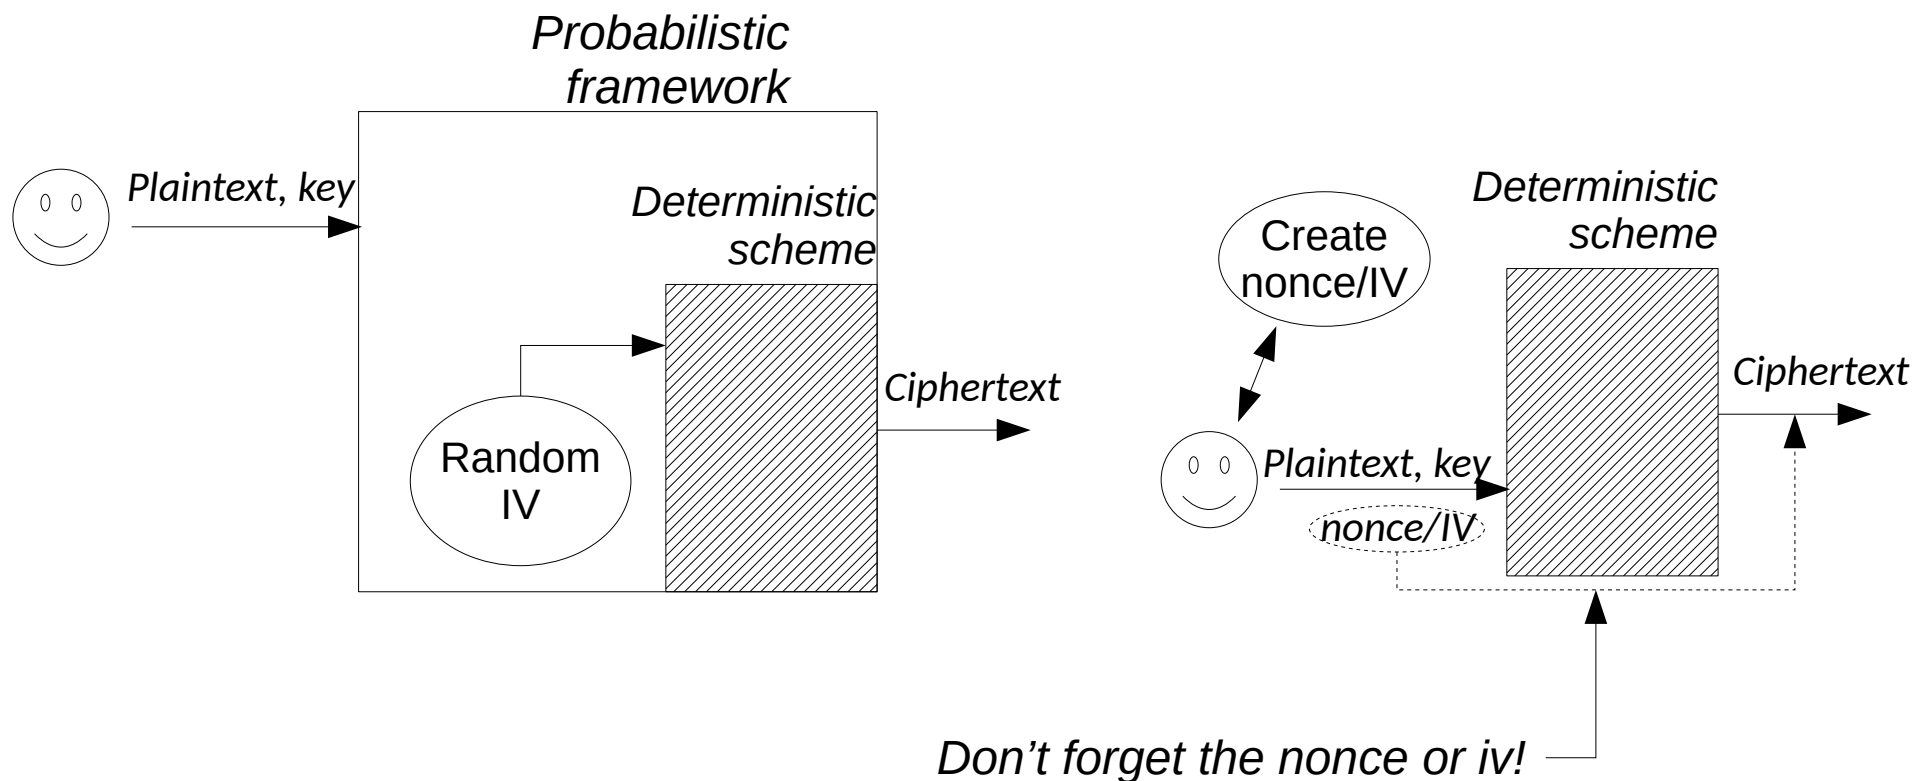 Probabilistic
framework
Plaintext, key
Deterministic
scheme
Random
IV
Ciphertext
Create
nonce/IV
Deterministic
scheme
Plaintext, key
nonce/IV
Ciphertext
Don’t forget the nonce or iv!